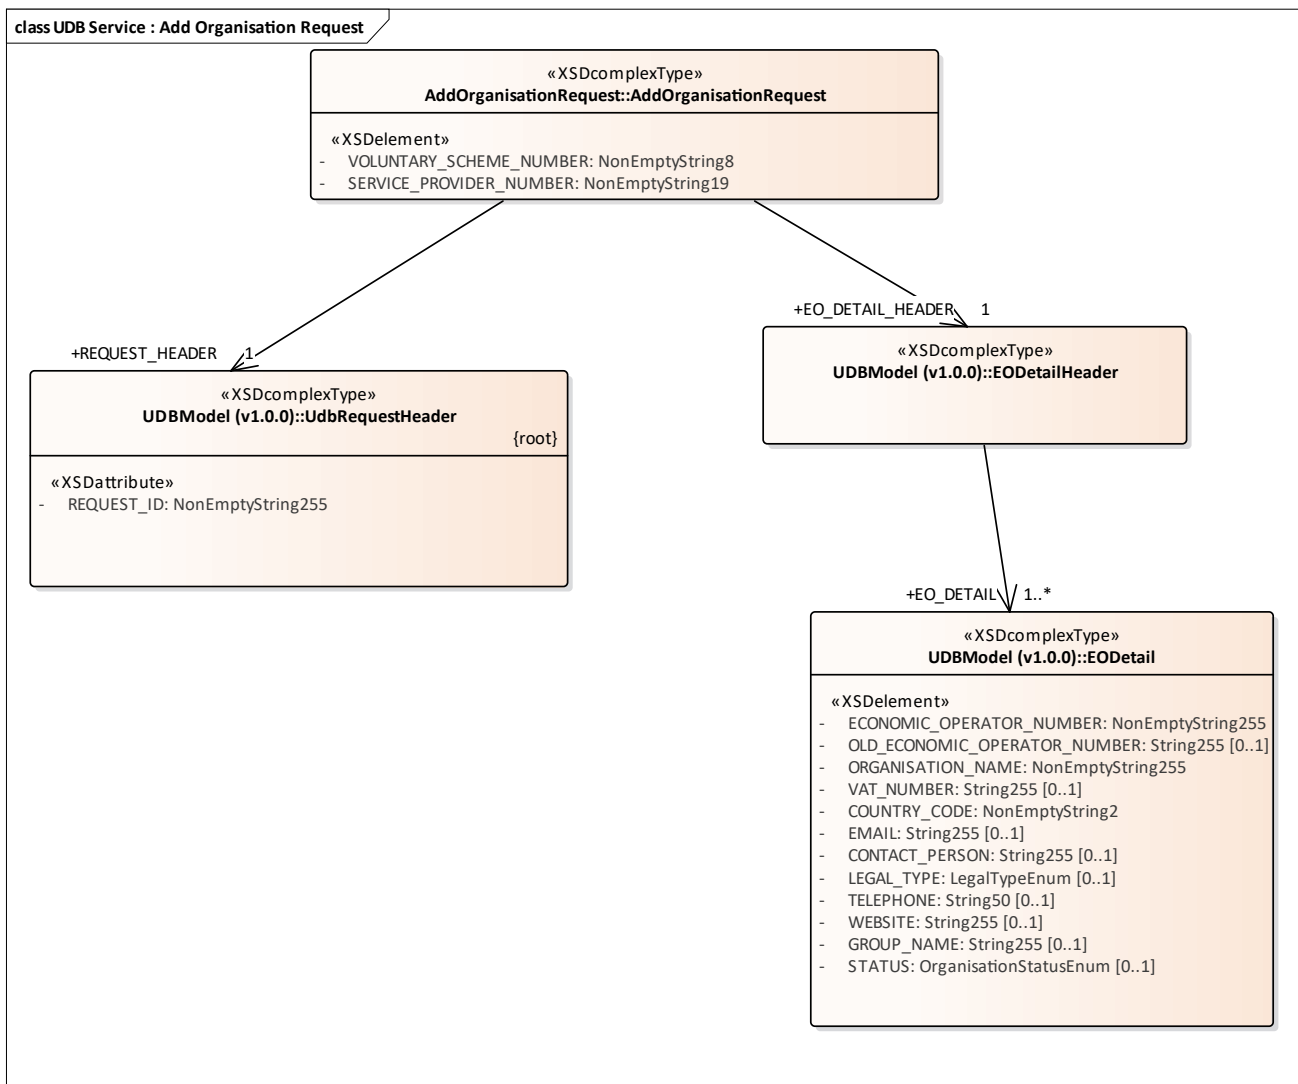 class UDB Service : Add Organisation Request
«XSDcomplexType»
AddOrganisationRequest::AddOrganisationRequest
«XSDelement»
- VOLUNTARY_SCHEME_NUMBER: NonEmptyString8
- SERVICE_PROVIDER_NUMBER: NonEmptyString19
+EO_DETAIL_HEADER 1
+REQUEST_HEADER 1
«XSDcomplexType»
UDBModel (v1.0.0)::EODetailHeader
«XSDcomplexType»
UDBModel (v1.0.0)::UdbRequestHeader
{root}
«XSDattribute»
- REQUEST_ID: NonEmptyString255
+EO_DETAIL 1..*
«XSDcomplexType»
UDBModel (v1.0.0)::EODetail
«XSDelement»
- ECONOMIC_OPERATOR_NUMBER: NonEmptyString255
- OLD_ECONOMIC_OPERATOR_NUMBER: String255 [0..1]
- ORGANISATION_NAME: NonEmptyString255
- VAT_NUMBER: String255 [0..1]
- COUNTRY_CODE: NonEmptyString2
- EMAIL: String255 [0..1]
- CONTACT_PERSON: String255 [0..1]
- LEGAL_TYPE: LegalTypeEnum [0..1]
- TELEPHONE: String50 [0..1]
- WEBSITE: String255 [0..1]
- GROUP_NAME: String255 [0..1]
- STATUS: OrganisationStatusEnum [0..1]